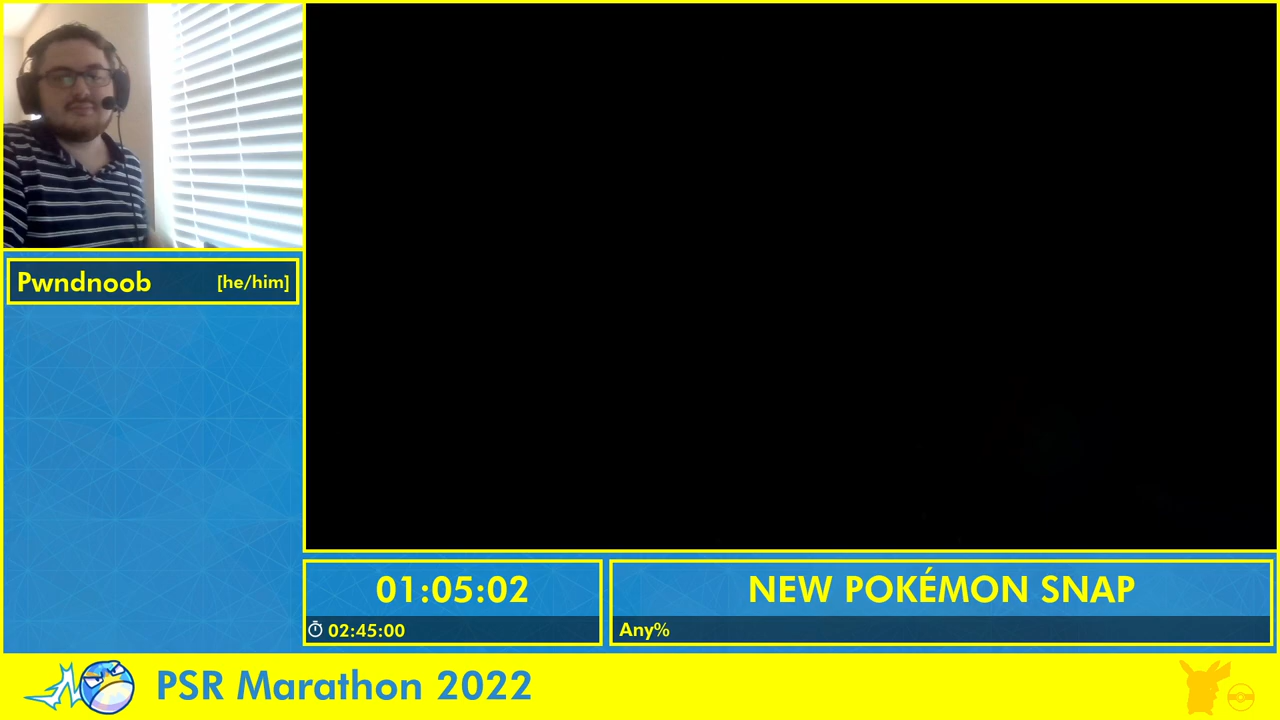 Pwndnoob [he/him]
01:05:02
02:45:00
NEW POKÉMON SNAP
Any%
PSR Marathon 2022